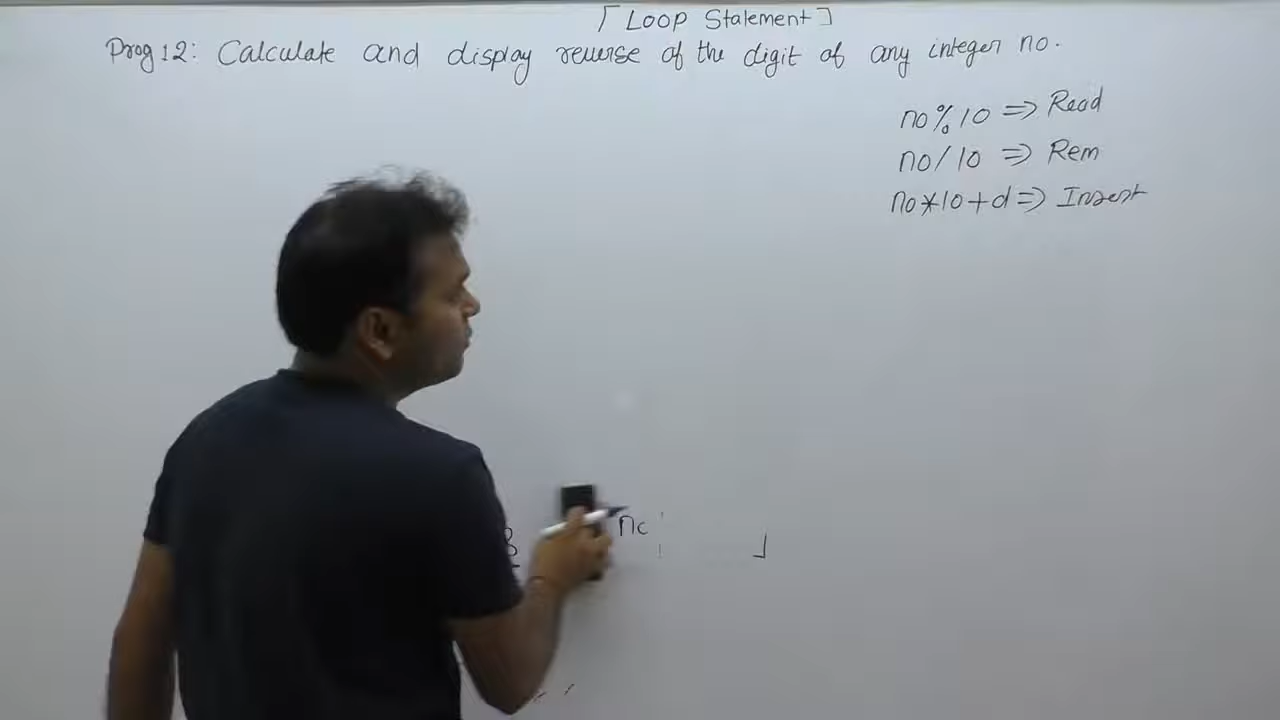 [Loop Statement]
Prog 12: Calculate and display reverse of the digit of any integer no.
no%10 => Read
no/10 => Rem
no*10+d => Insert